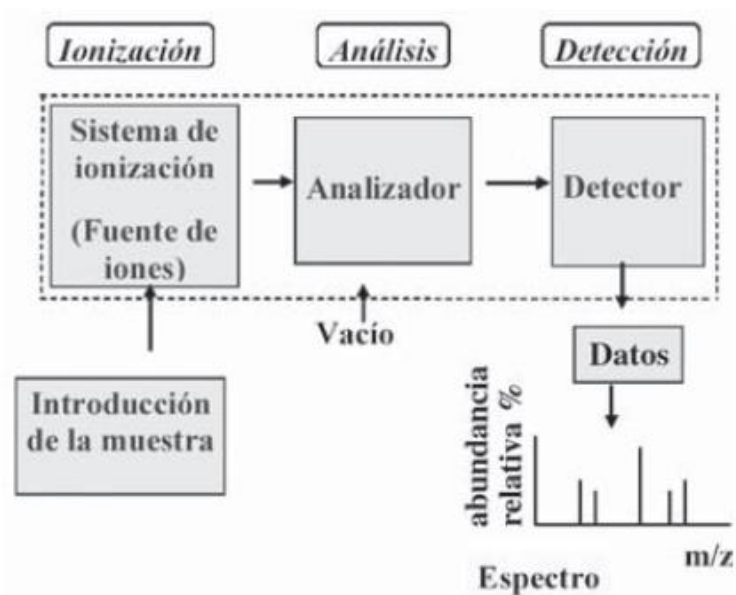 Ionización
Análisis
Detección
Sistema de
ionización
(Fuente de
iones)
Analizador
Detector
Vacío
Introducción
de la muestra
Datos
abundancia
relativa %
m/z
Espectro